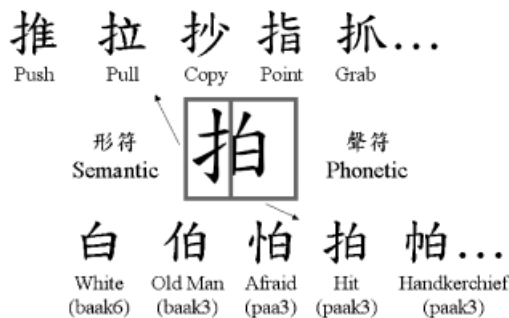 推 拉 抄 指 抓...
Push Pull Copy Point Grab
拍
形符 聲符
Semantic Phonetic
白 伯 怕 拍 帕...
White Old Man Afraid Hit Handkerchief
(baak6) (baak3) (paa3) (paak3) (paak3)